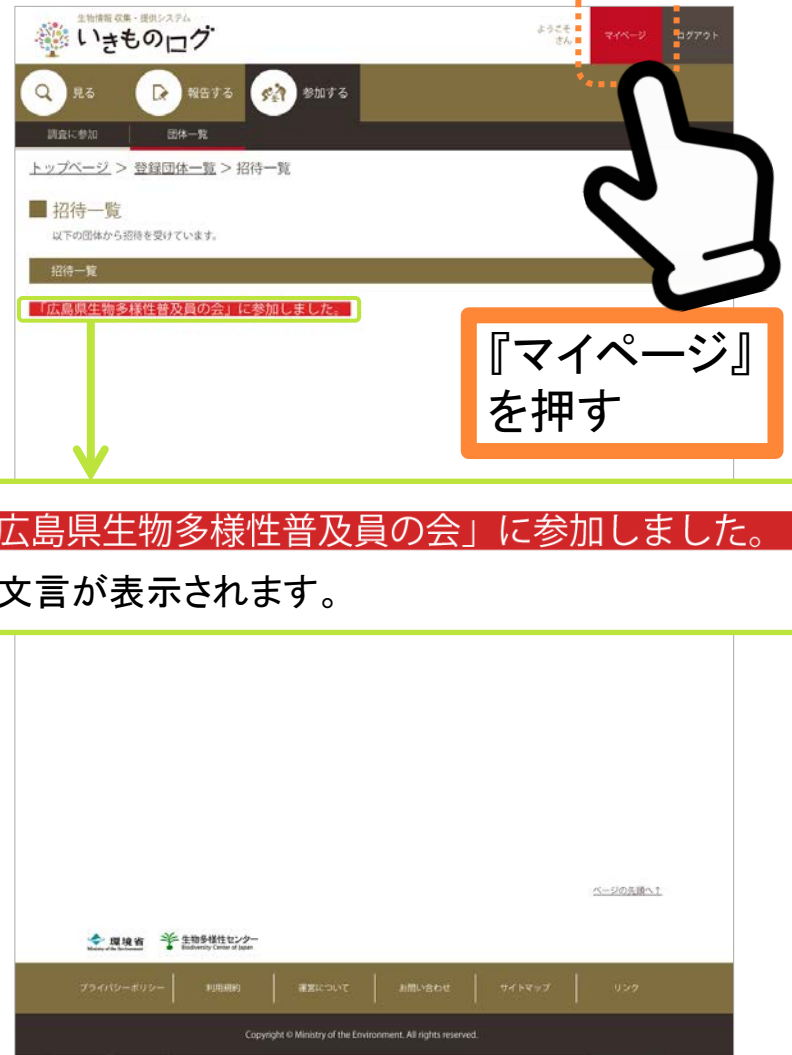 生物情報 収集・提供システム
いきものログ
ようこそ
さん
マイページ
ログアウト
見る
報告する
参加する
調査に参加
団体一覧
トップページ > 登録団体一覧 > 招待一覧
招待一覧
以下の団体から招待を受けています。
招待一覧
「広島県生物多様性普及員の会」に参加しました。
『マイページ』
を押す
広島県生物多様性普及員の会」に参加しました。
文言が表示されます。
ページの先頭へ↑
環境省
Ministry of the Environment
生物多様性センター
Biodiversity Center of Japan
プライバシーポリシー
利用規約
運営について
お問い合わせ
サイトマップ
リンク
Copyright © Ministry of the Environment. All rights reserved.